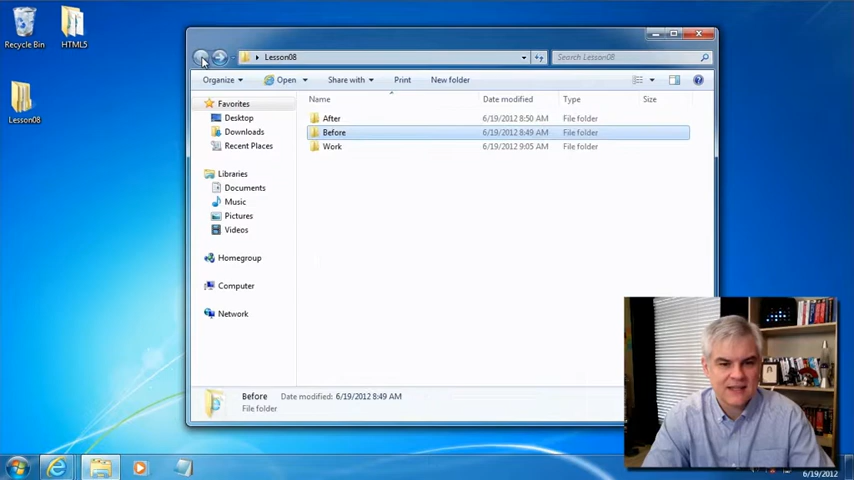 Recycle Bin
HTML5
Lesson08
Lesson08
Search Lesson08
Organize
Open
Share with
Print
New folder
Favorites
Desktop
Downloads
Recent Places
Libraries
Documents
Music
Pictures
Videos
Homegroup
Computer
Network
Name
Date modified
Type
Size
After
6/19/2012 8:50 AM
File folder
Before
6/19/2012 8:49 AM
File folder
Work
6/19/2012 9:05 AM
File folder
Before
Date modified: 6/19/2012 8:49 AM
File folder
6/19/2012